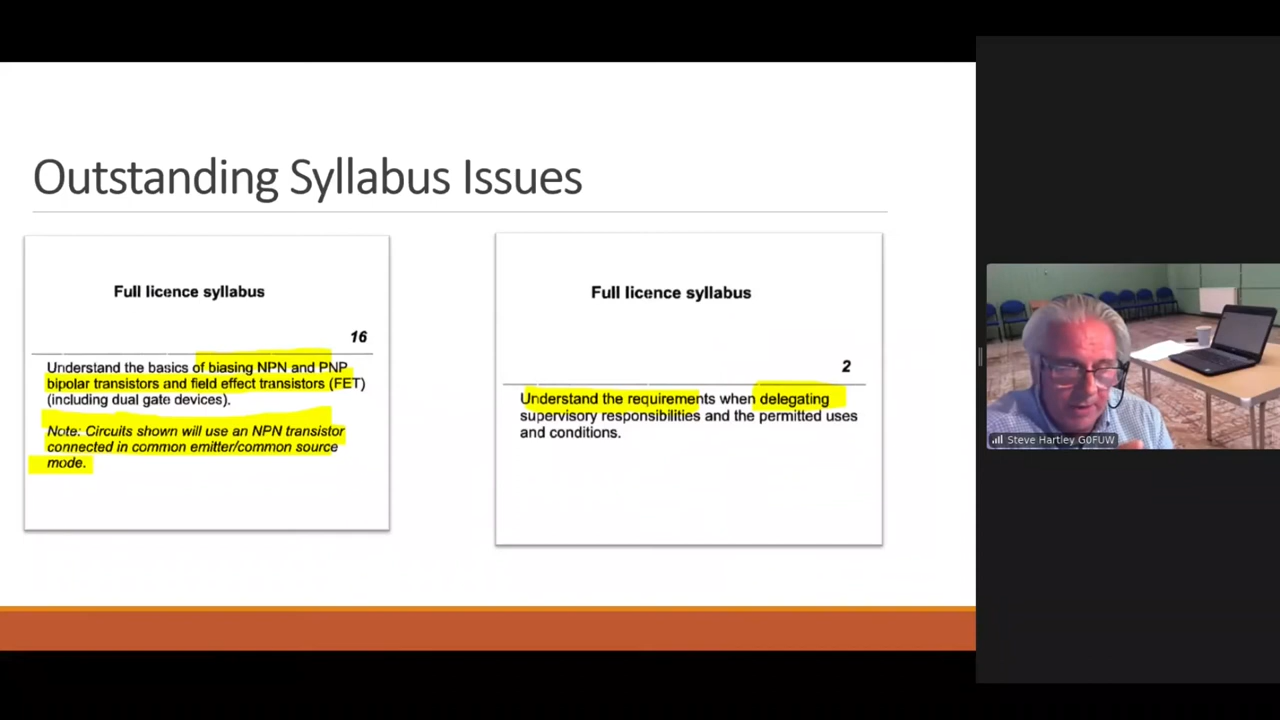 Outstanding Syllabus Issues
Full licence syllabus
16
Understand the basics of biasing NPN and PNP
bipolar transistors and field effect transistors (FET)
(including dual gate devices).
Note: Circuits shown will use an NPN transistor
connected in common emitter/common source
mode.
Full licence syllabus
2
Understand the requirements when delegating
supervisory responsibilities and the permitted uses
and conditions.
Steve Hartley G0FUW